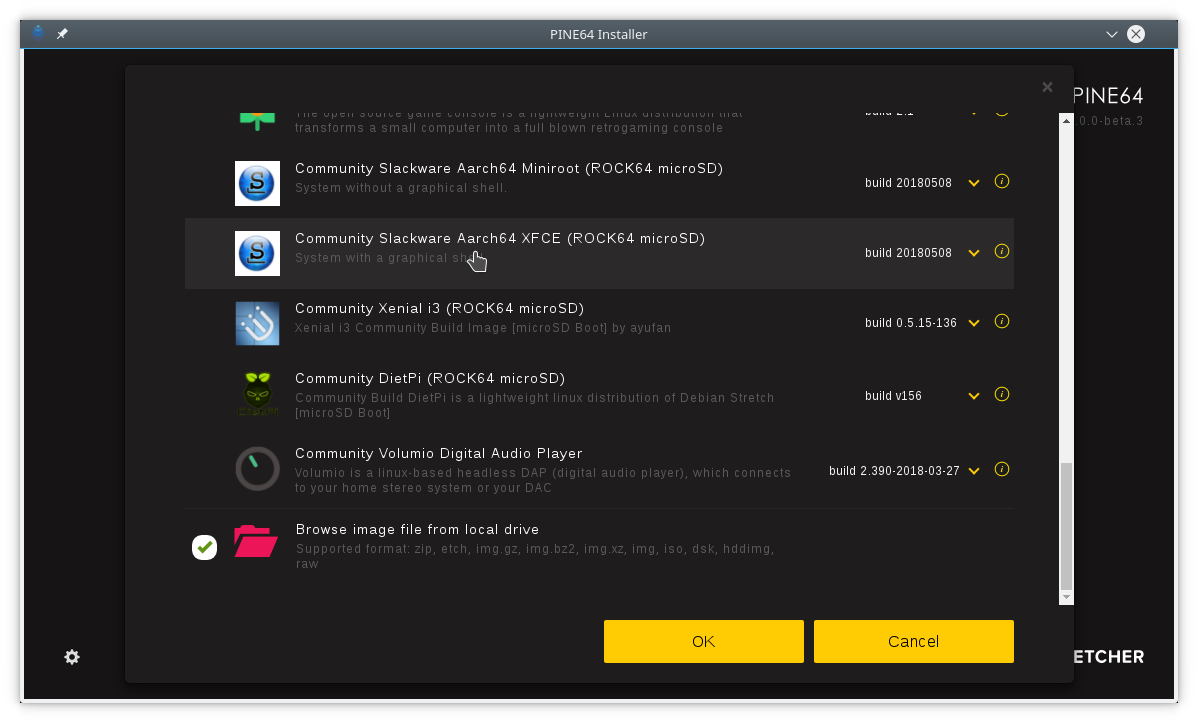 PINE64 Installer
PINE64
0.0-beta.3
The open source game console is a lightweight Linux distribution that
transforms a small computer into a full blown retrogaming console
build 2.1
Community Slackware Aarch64 Miniroot (ROCK64 microSD)
System without a graphical shell.
build 20180508
Community Slackware Aarch64 XFCE (ROCK64 microSD)
System with a graphical
build 20180508
Community Xenial i3 (ROCK64 microSD)
Xenial i3 Community Build Image [microSD Boot] by ayufan
build 0.5.15-136
Community DietPi (ROCK64 microSD)
Community Build DietPi is a lightweight linux distribution of Debian Stretch
[microSD Boot]
build v156
Community Volumio Digital Audio Player
Volumio is a linux-based headless DAP (digital audio player), which connects
to your home stereo system or your DAC
build 2.390-2018-03-27
Browse image file from local drive
Supported format: zip, etch, img.gz, img.bz2, img.xz, img, iso, dsk, hddimg,
raw
OK
Cancel
ETCHER